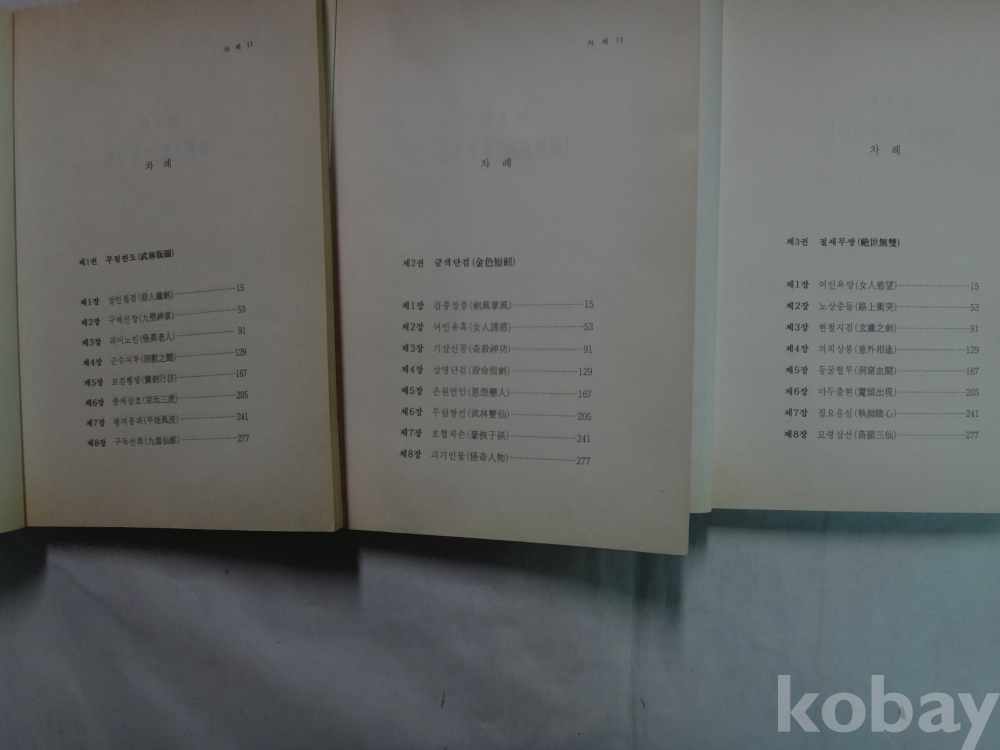 차 례 11
차 례
제1권 무림판도(武林版圖)
제1장 살인철검(殺人鐵劍) 15
제2장 구백신장(九魄神掌) 53
제3장 괴이노인(怪異老人) 91
제4장 곤수지투(困獸之鬪) 129
제5장 보검행방(寶劍行方) 167
제6장 종씨삼호(宗氏三虎) 205
제7장 평지풍파(平地風波) 241
제8장 구독선희(九毒仙姬) 277
차 례 11
차 례
제2권 금색단검(金色短劍)
제1장 검풍장풍(劍風掌風) 15
제2장 여인유혹(女人誘惑) 53
제3장 기살신공(奇殺神功) 91
제4장 살명단검(殺命短劍) 129
제5장 은원연인(恩怨戀人) 167
제6장 무림쌍선(武林雙仙) 205
제7장 호협자손(豪俠子孫) 241
제8장 괴기인물(怪奇人物) 277
차 례
제3권 절세무쌍(絶世無雙)
제1장 여인욕망(女人慾望) 15
제2장 노상충돌(路上衝突) 53
제3장 현철지검(玄鐵之劍) 91
제4장 의외상봉(意外相逢) 129
제5장 동굴혈투(洞窟血鬪) 167
제6장 마두출현(魔頭出現) 205
제7장 집요음심(執拗陰心) 241
제8장 묘령삼선(苗嶺三仙) 277
kobay